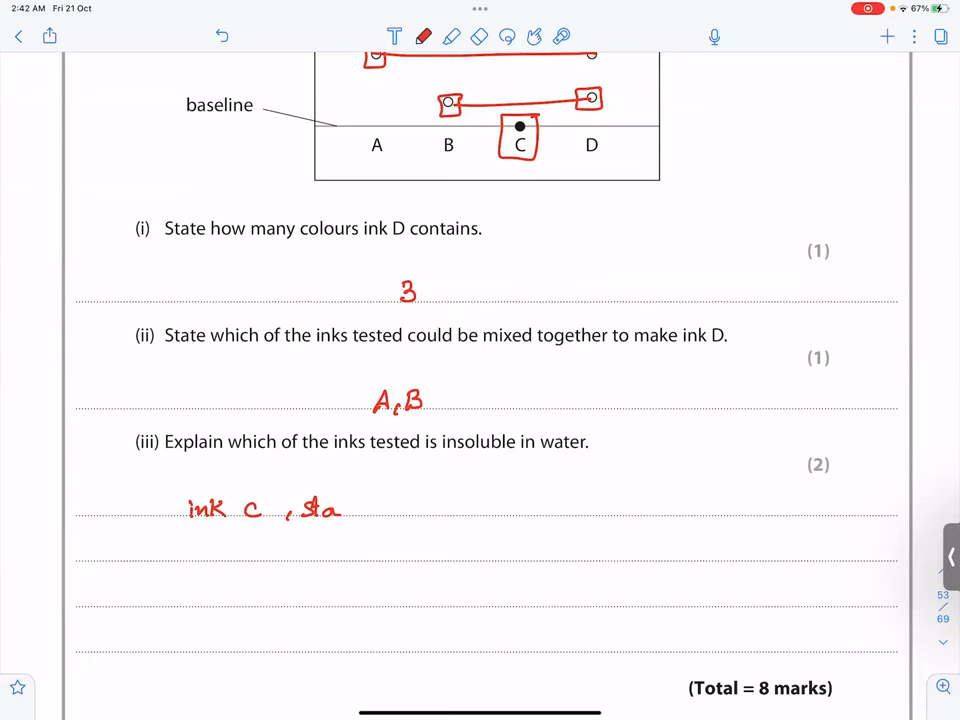 2:42 AM Fri 21 Oct
67%
T
baseline
A B C D
(i) State how many colours ink D contains.
(1)
3
(ii) State which of the inks tested could be mixed together to make ink D.
(1)
A, B
(iii) Explain which of the inks tested is insoluble in water.
(2)
ink C , sta
53
/
69
(Total = 8 marks)